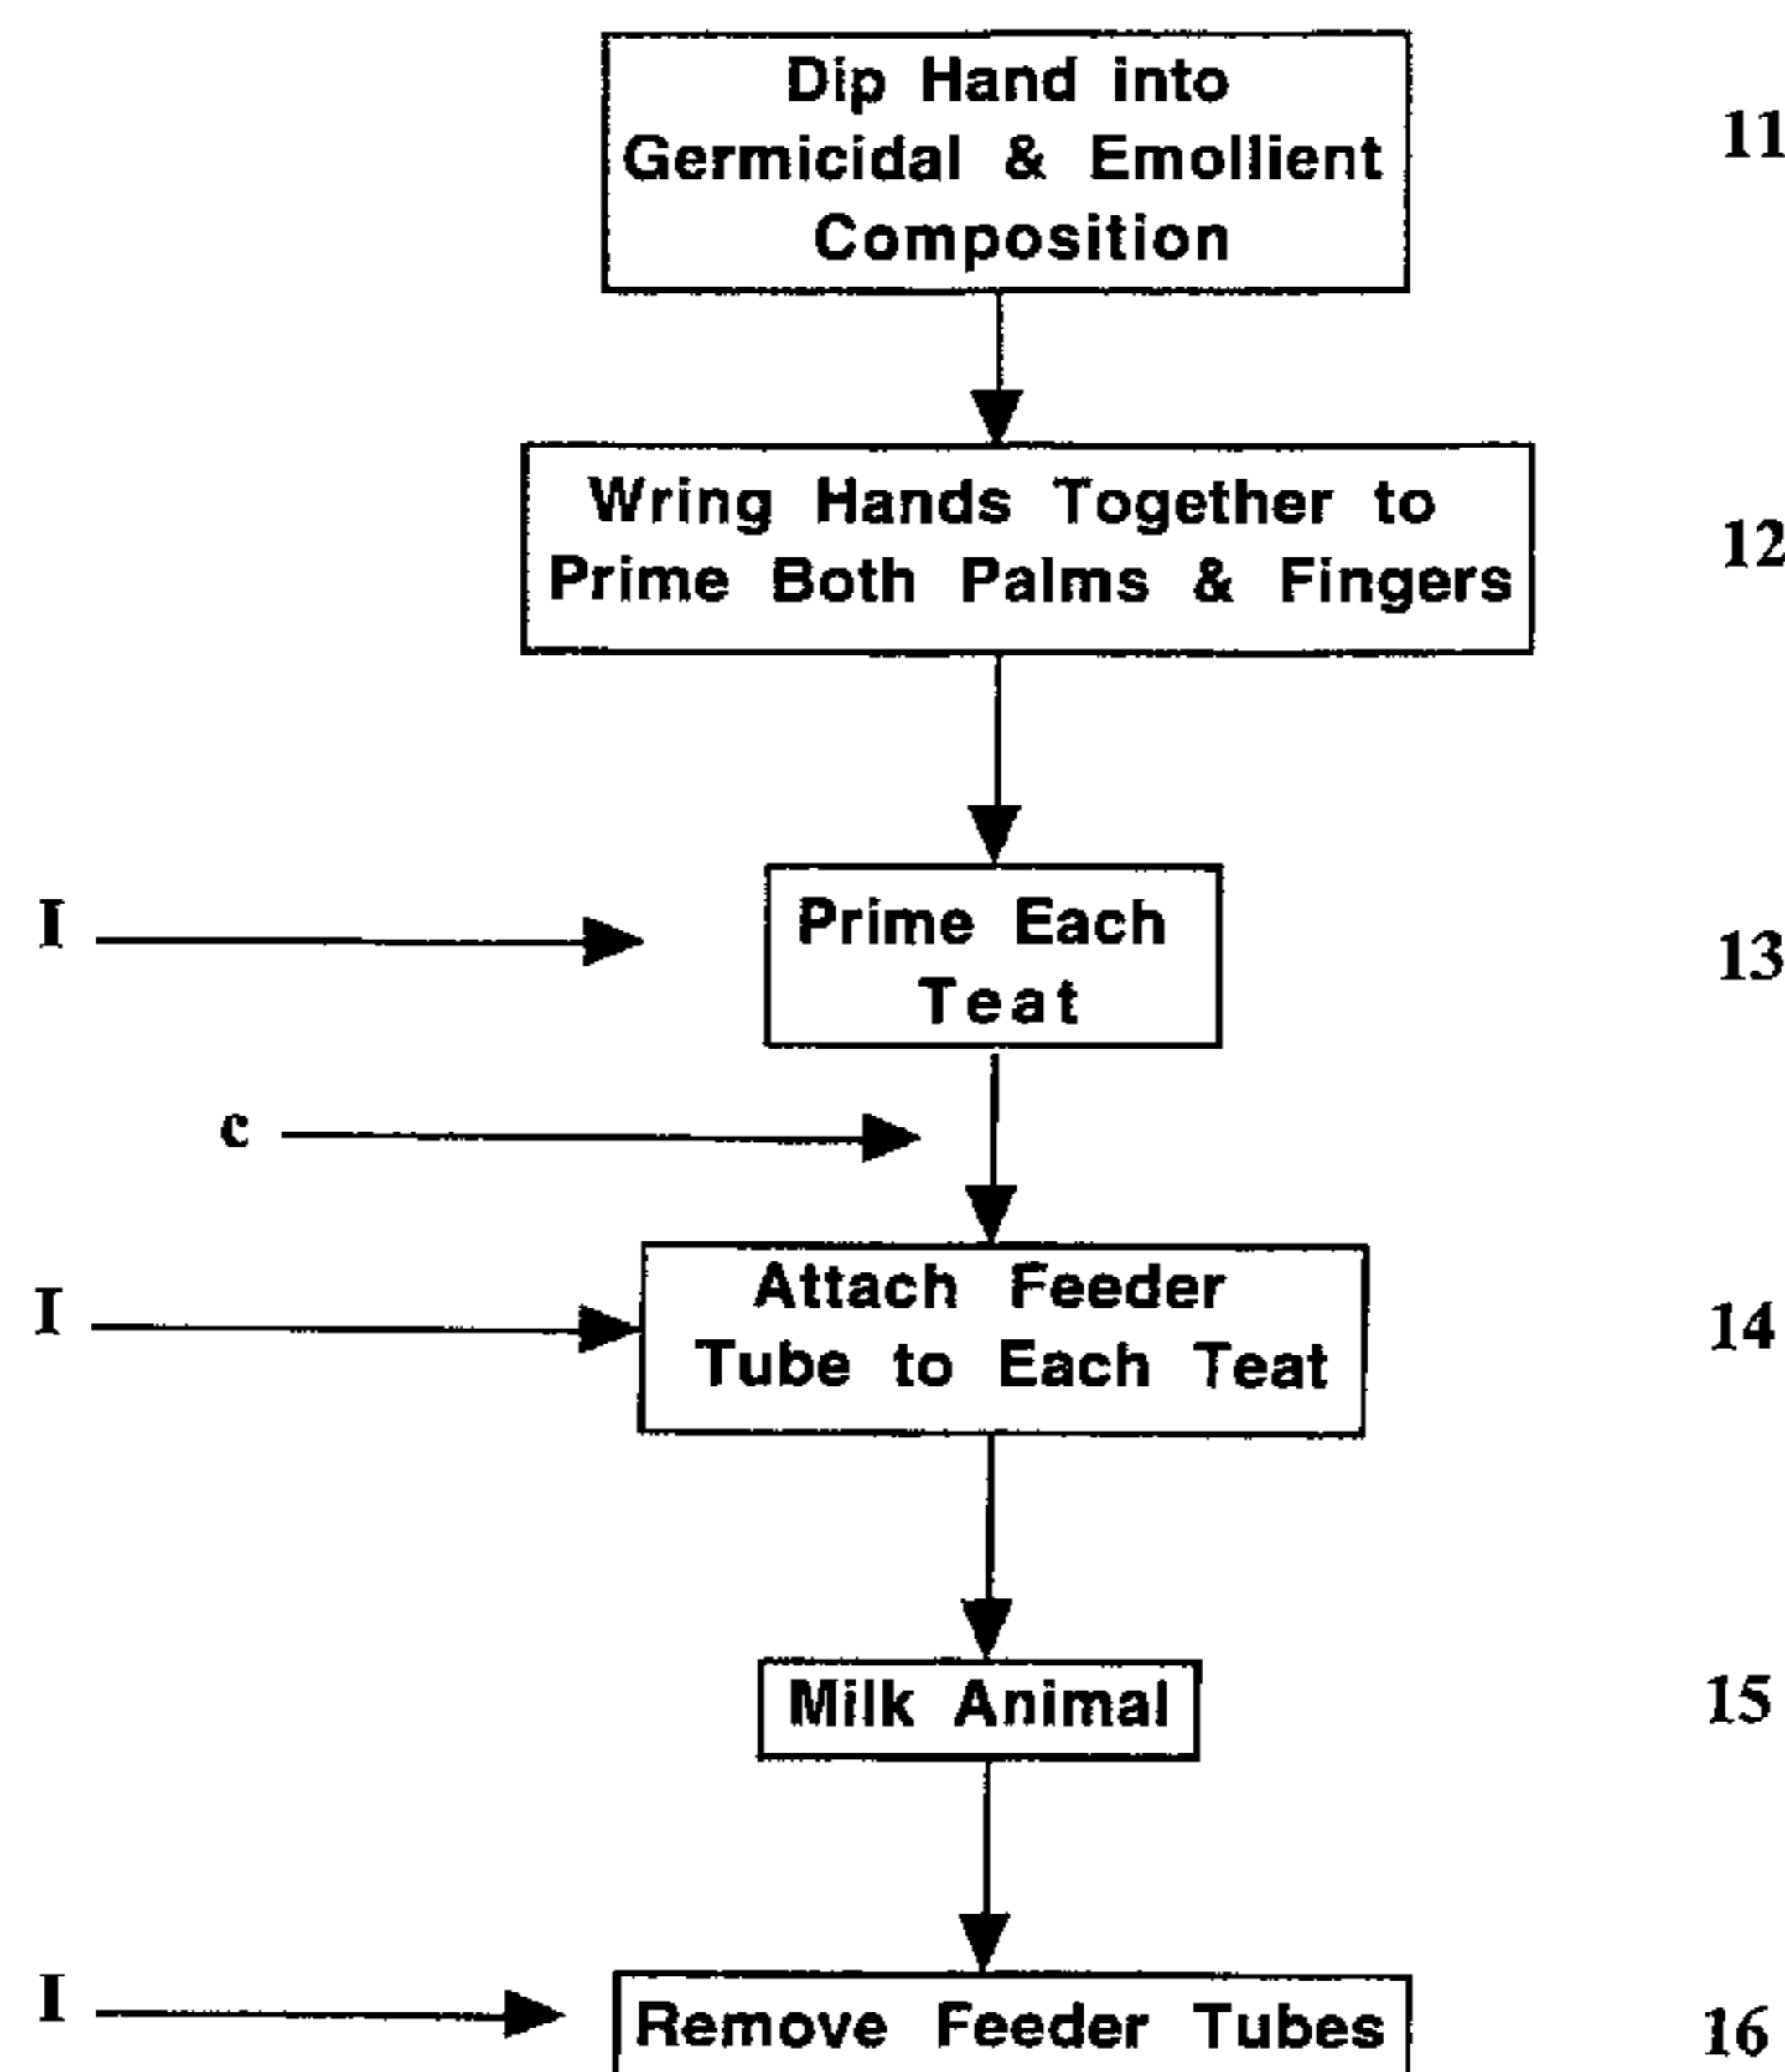 Dip Hand into
Germicidal & Emollient
Composition
11
Wring Hands Together to
Prime Both Palms & Fingers
12
I
Prime Each
Teat
13
c
I
Attach Feeder
Tube to Each Teat
14
Milk Animal
15
I
Remove Feeder Tubes
16